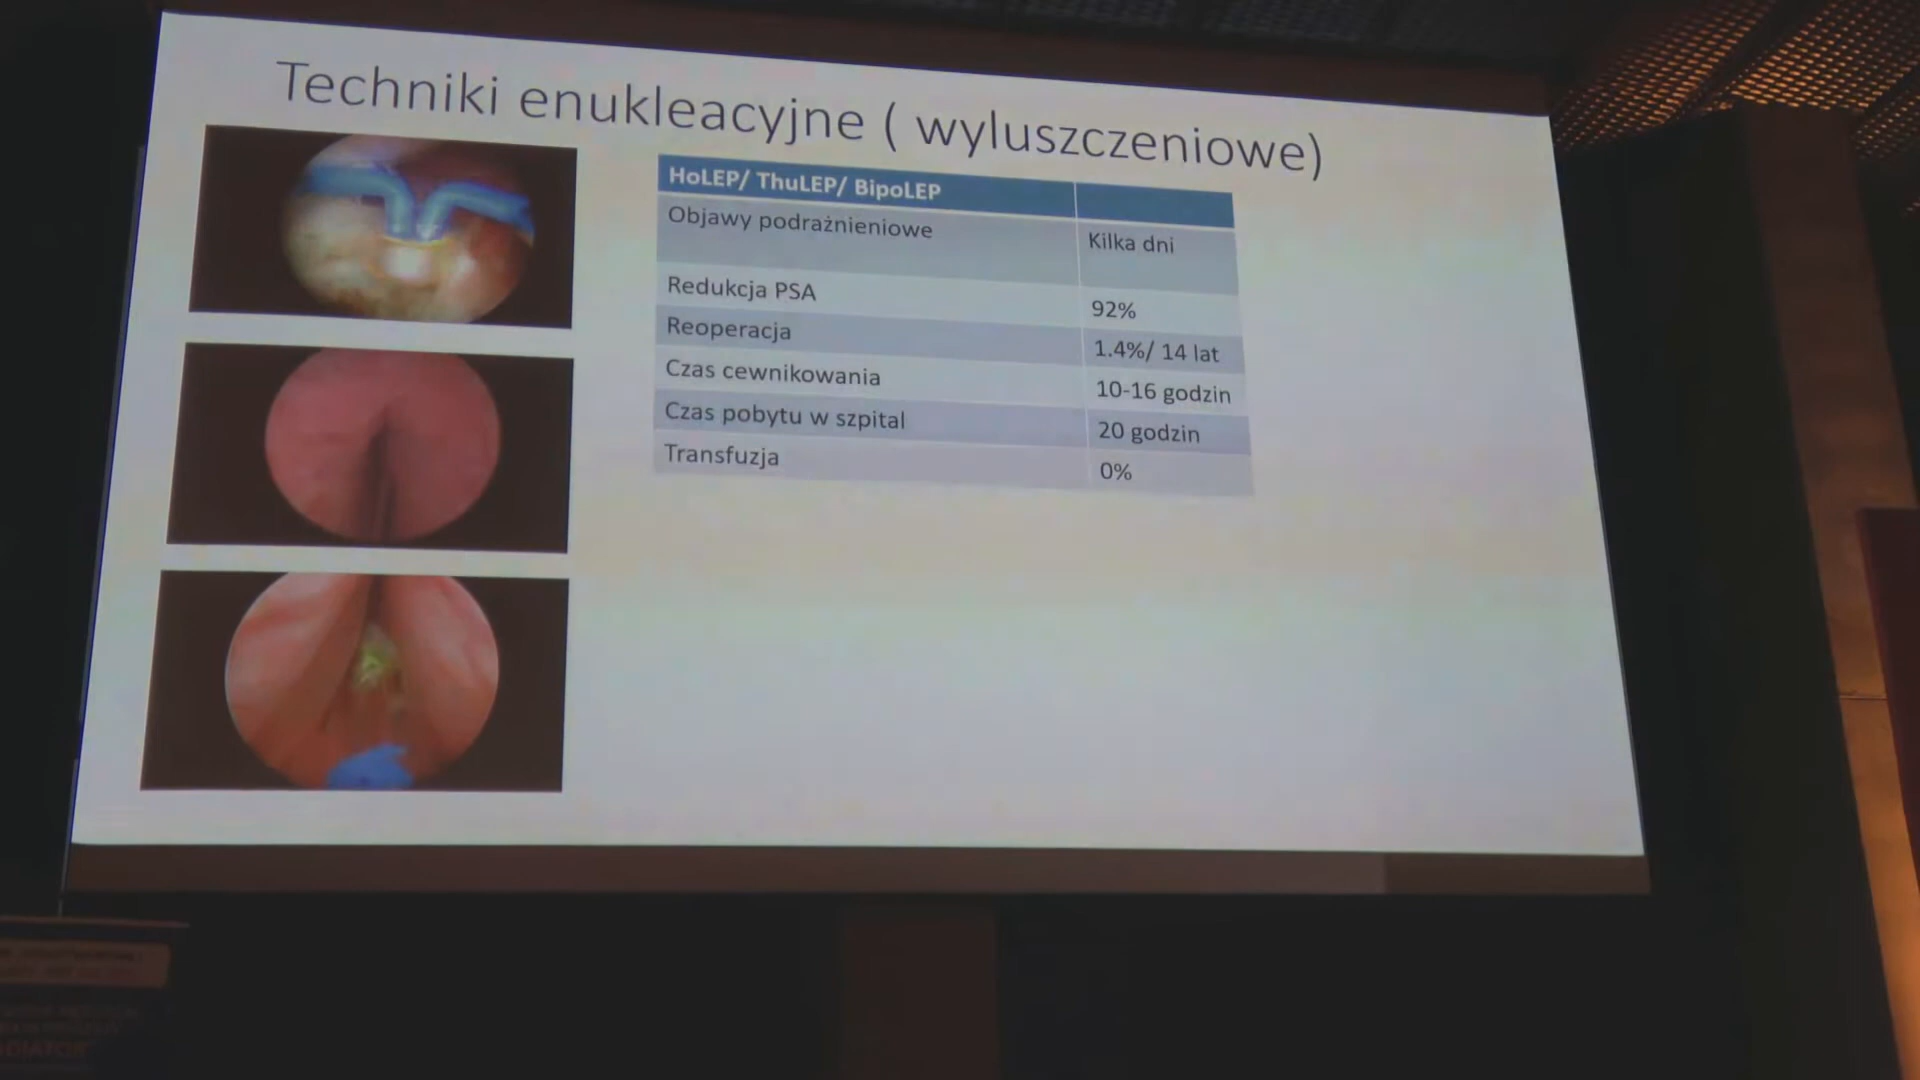 Techniki enukleacyjne ( wyluszczeniowe)
HoLEP/ ThuLEP/ BipoLEP
Objawy podrażnieniowe
Kilka dni
Redukcja PSA
92%
Reoperacja
1.4%/ 14 lat
Czas cewnikowania
10-16 godzin
Czas pobytu w szpital
20 godzin
Transfuzja
0%